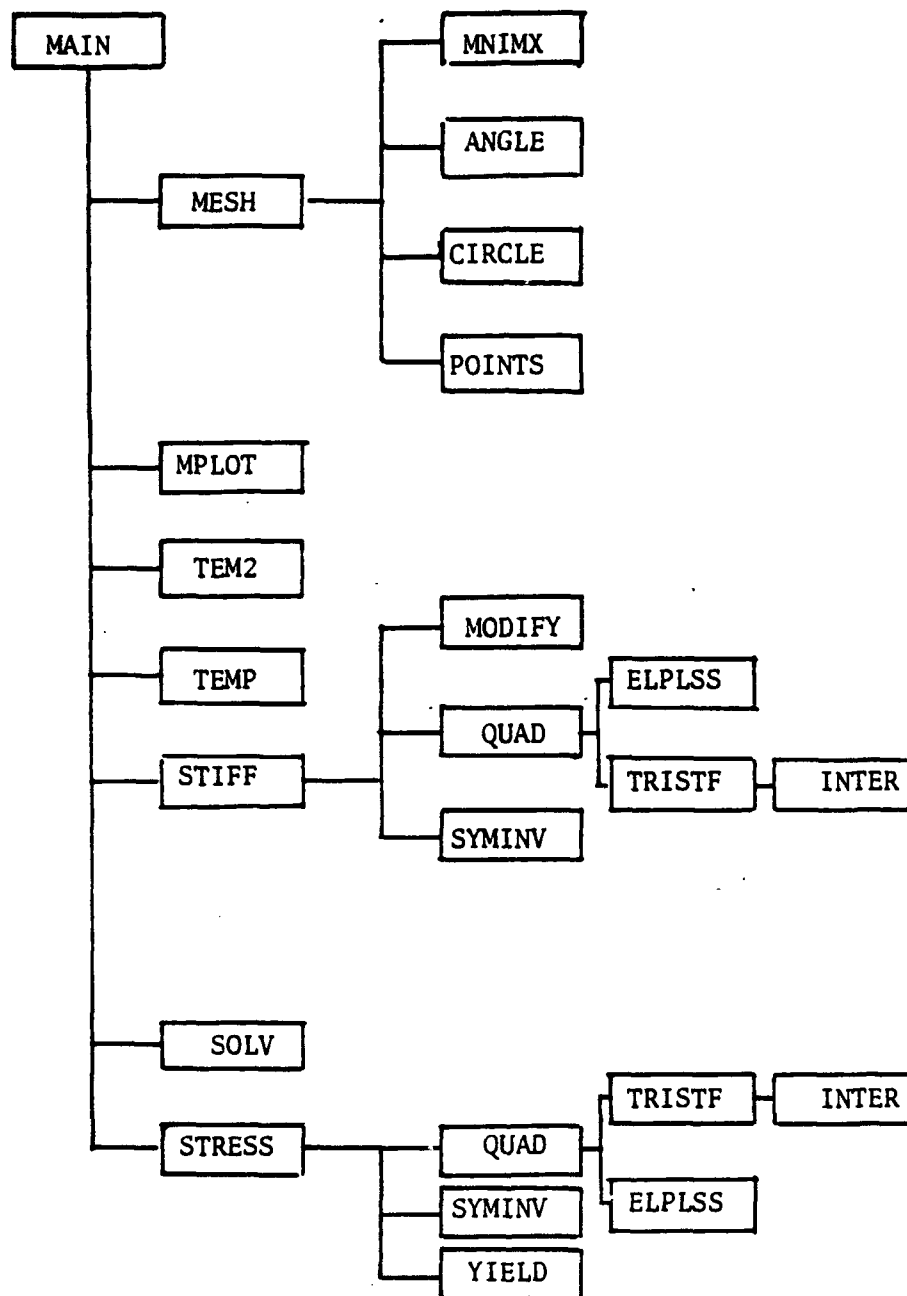 MAIN
MNIMX
ANGLE
MESH
CIRCLE
POINTS
MPLOT
TEM2
MODIFY
TEMP
ELPLSS
QUAD
STIFF
TRISTF
INTER
SYMINV
SOLV
TRISTF
INTER
STRESS
QUAD
SYMINV
ELPLSS
YIELD